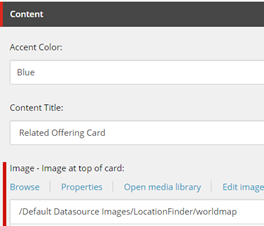 Content
Accent Color:
Blue
Content Title:
Related Offering Card
Image - Image at top of card:
Browse Properties Open media library Edit image
/Default Datasource Images/LocationFinder/worldmap